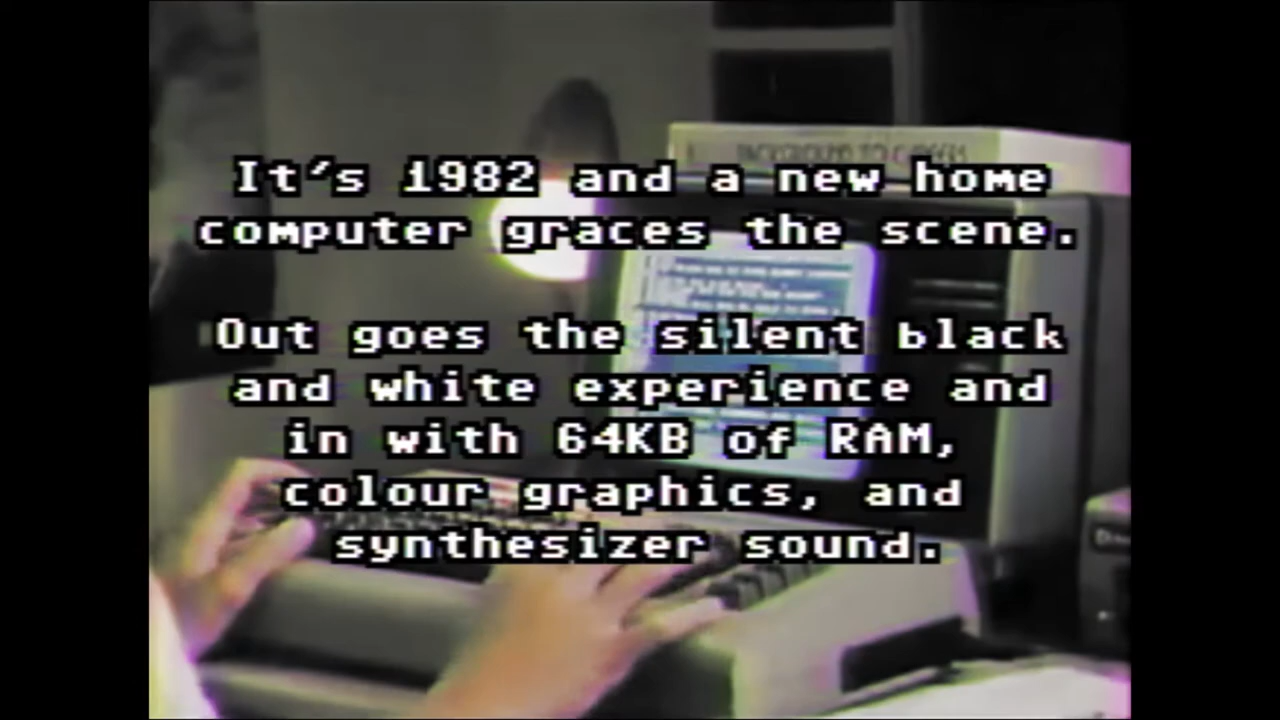 It's 1982 and a new home
computer graces the scene.
Out goes the silent black
and white experience and
in with 64KB of RAM,
colour graphics, and
synthesizer sound.